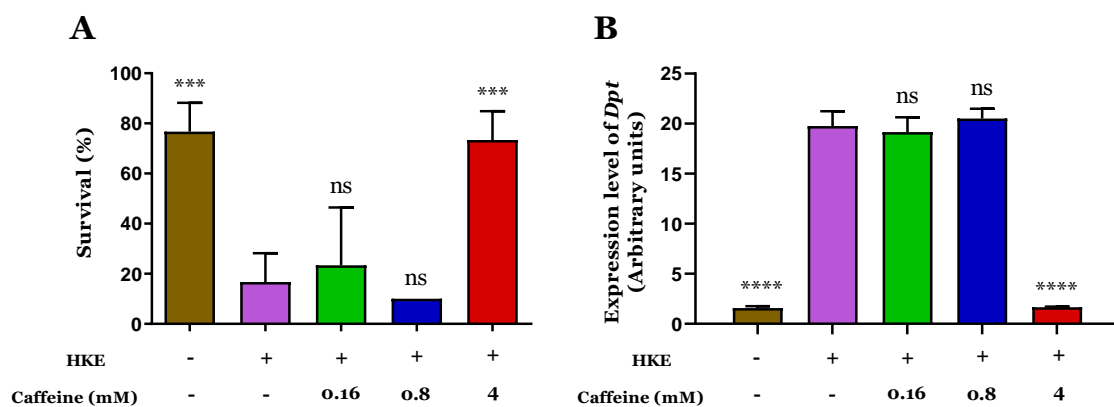 A
B
Survival (%)
100
80
60
40
20
0
***
ns
ns
***
HKE - + + + +
Caffeine (mM) - - 0.16 0.8 4
Expression level of Dpt
(Arbitrary units)
25
20
15
10
5
0
****
ns
ns
****
HKE - + + + +
Caffeine (mM) - - 0.16 0.8 4